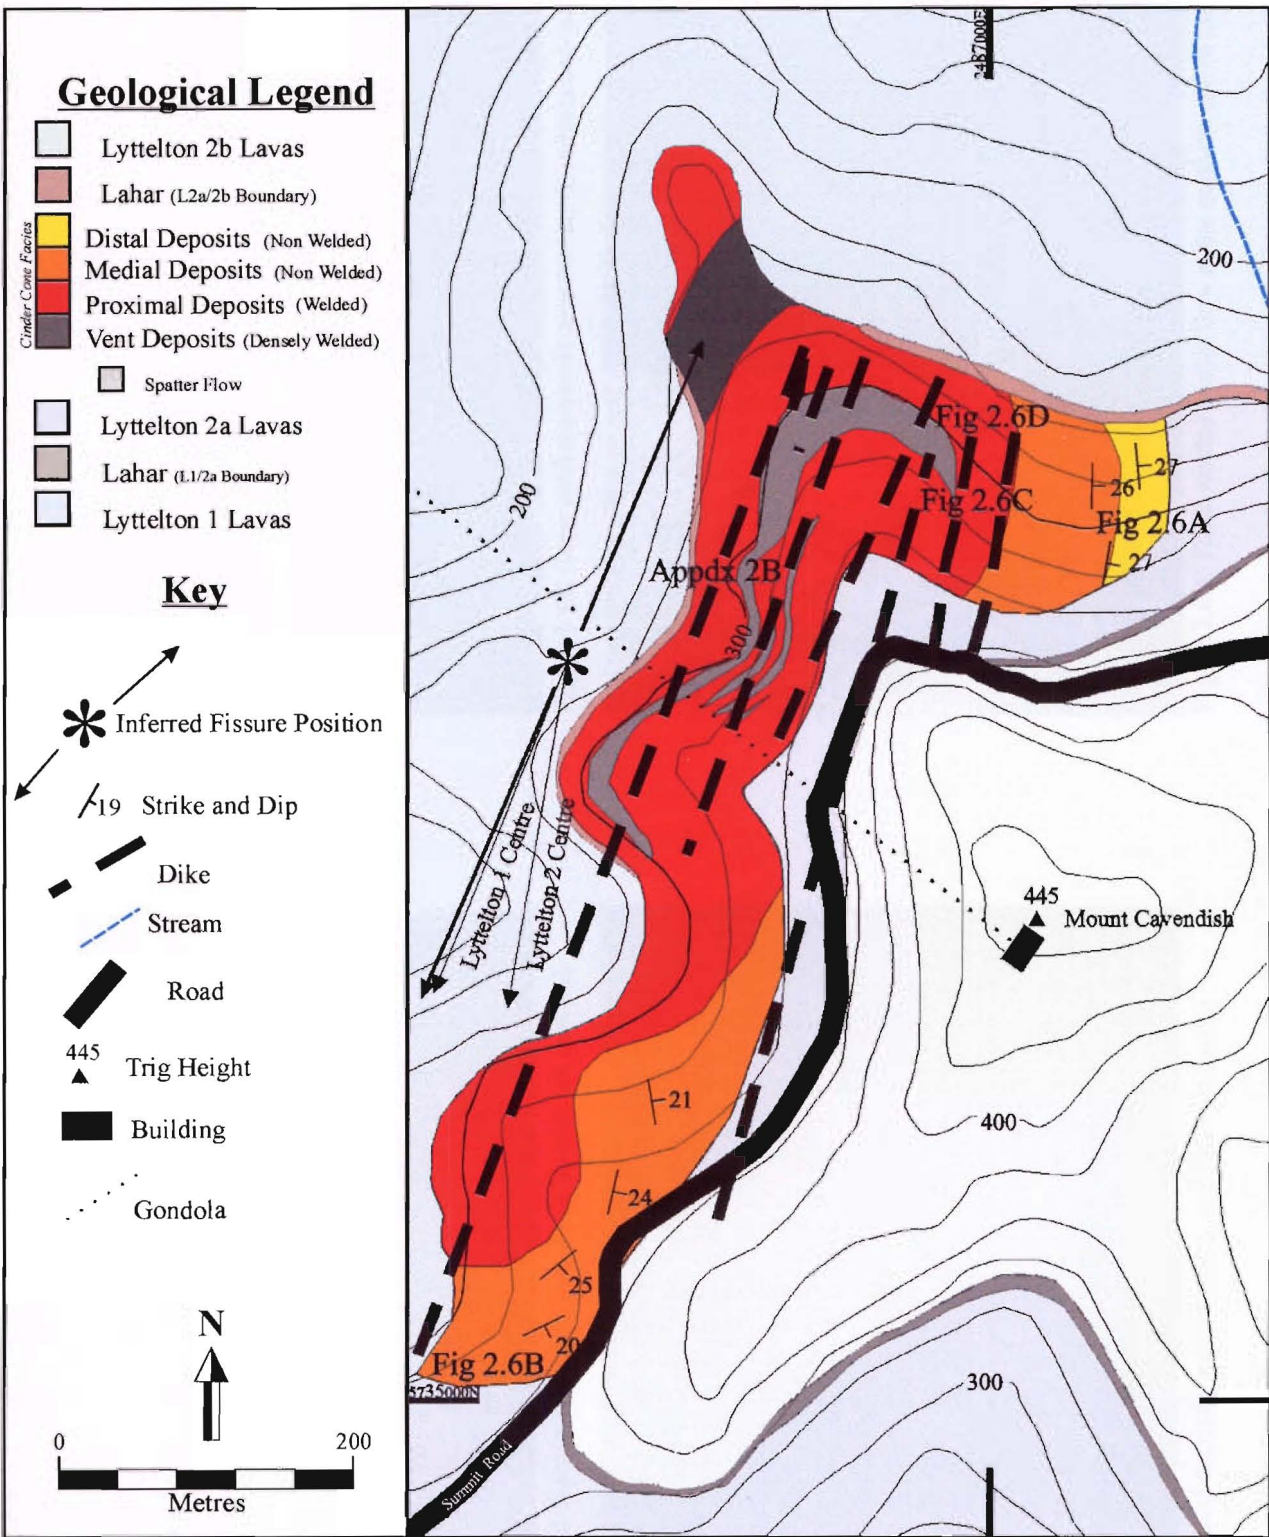 Geological Legend
Lyttelton 2b Lavas
Lahar (L2a/2b Boundary)
Cinder Cone Facies
Distal Deposits (Non Welded)
Medial Deposits (Non Welded)
Proximal Deposits (Welded)
Vent Deposits (Densely Welded)
Spatter Flow
Lyttelton 2a Lavas
Lahar (L1/2a Boundary)
Lyttelton 1 Lavas
Key
Inferred Fissure Position
19 Strike and Dip
Dike
Stream
Road
445
Trig Height
Building
Gondola
N
0 200
Metres
2487000E
200
200
Fig 2.6D
27
26
Fig 2.6C
Fig 2.6A
27
Appdx 2B
300
Lyttelton 1 Centre
Lyttelton 2 Centre
445
Mount Cavendish
21
400
24
25
20
Fig 2.6B
5735000N
300
Summit Road